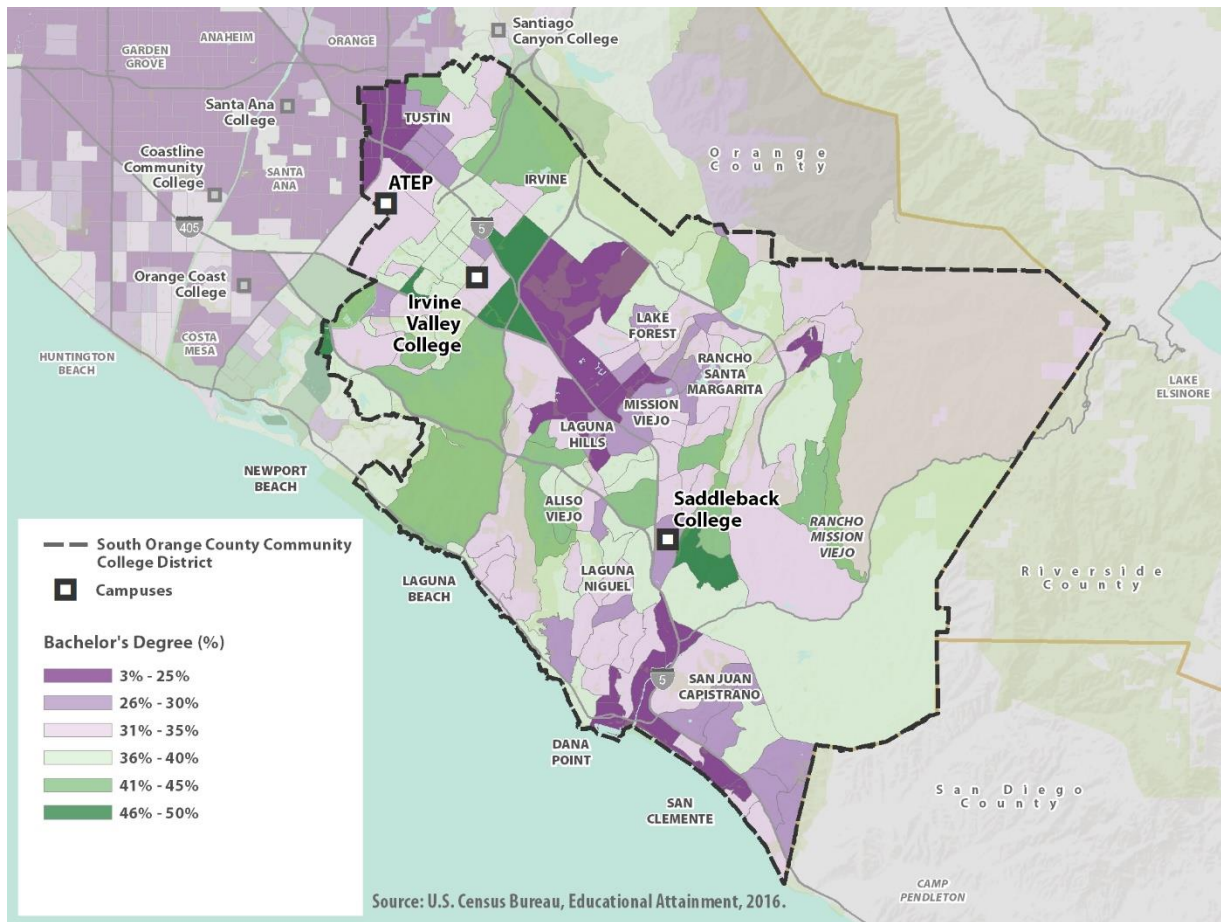 Santiago
Canyon College
ANAHEIM
ORANGE
GARDEN
GROVE
Santa Ana
College
TUSTIN
Coastline
Community
College
SANTA
ANA
ATEP
IRVINE
Orange
County
405
5
Orange Coast
College
Irvine
Valley
College
LAKE
FOREST
COSTA
MESA
HUNTINGTON
BEACH
RANCHO
SANTA
MARGARITA
LAKE
ELSINORE
MISSION
VIEJO
LAGUNA
HILLS
NEWPORT
BEACH
ALISO
VIEJO
Saddleback
College
RANCHO
MISSION
VIEJO
LAGUNA
BEACH
LAGUNA
NIGUEL
Riverside
County
5
SAN JUAN
CAPISTRANO
DANA
POINT
SAN
CLEMENTE
San Diego
County
CAMP
PENDLETON
South Orange County Community
College District
Campuses
Bachelor's Degree (%)
3% - 25%
26% - 30%
31% - 35%
36% - 40%
41% - 45%
46% - 50%
Source: U.S. Census Bureau, Educational Attainment, 2016.